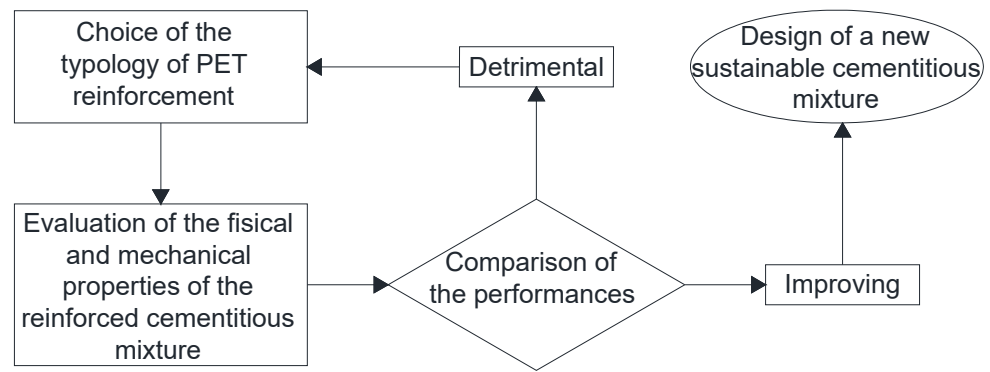 Choice of the
typology of PET
reinforcement
Detrimental
Design of a new
sustainable cementitious
mixture
Evaluation of the fisical
and mechanical
properties of the
reinforced cementitious
mixture
Comparison of
the performances
Improving